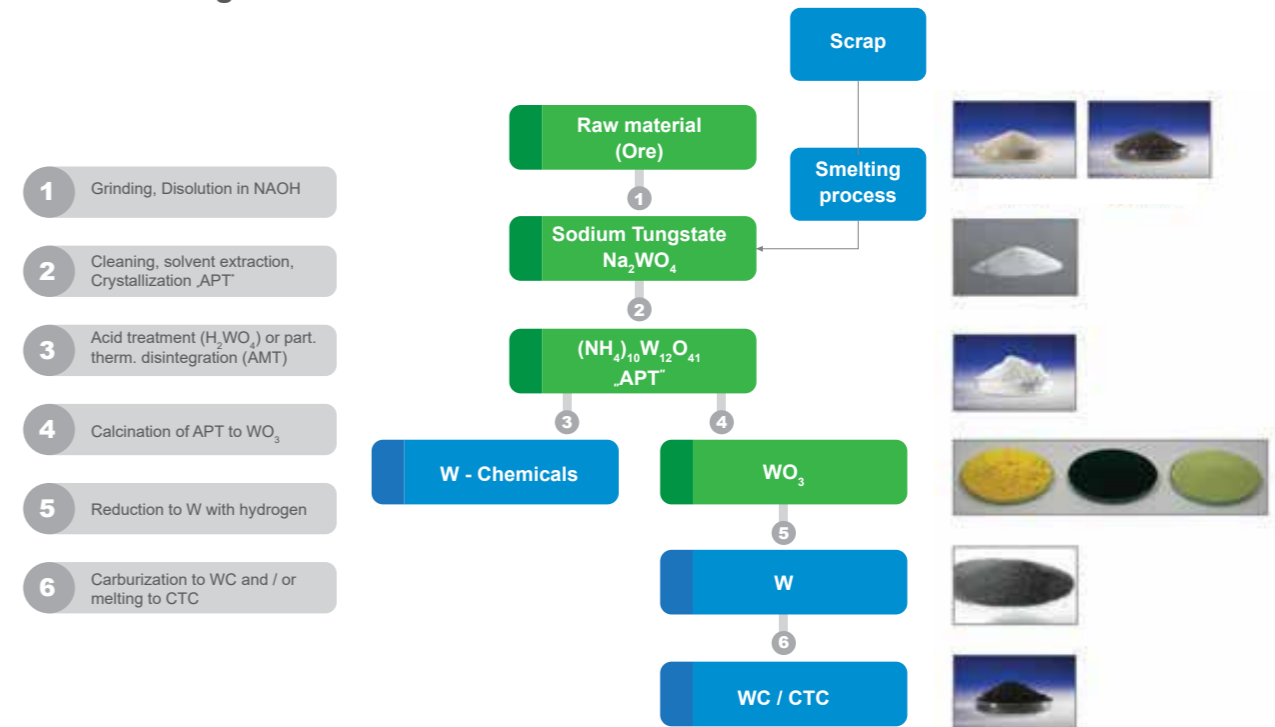 Scrap
Raw material
(Ore)
Smelting
process
1
Sodium Tungstate
Na₂WO₄
2
(NH₄)₁₀W₁₂O₄₁
„APT“
3
4
W - Chemicals
WO₃
5
W
6
WC / CTC
1
Grinding, Disolution in NAOH
2
Cleaning, solvent extraction,
Crystallization „APT“
3
Acid treatment (H₂WO₄) or part.
therm. disintegration (AMT)
4
Calcination of APT to WO₃
5
Reduction to W with hydrogen
6
Carburization to WC and / or
melting to CTC